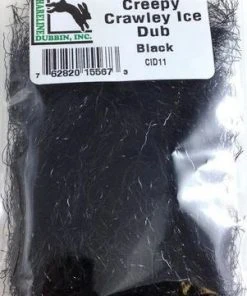 HARELINE
DUBBIN, INC.
Creepy
Crawley Ice
Dub
Black
CID11
7 62820 15567 3